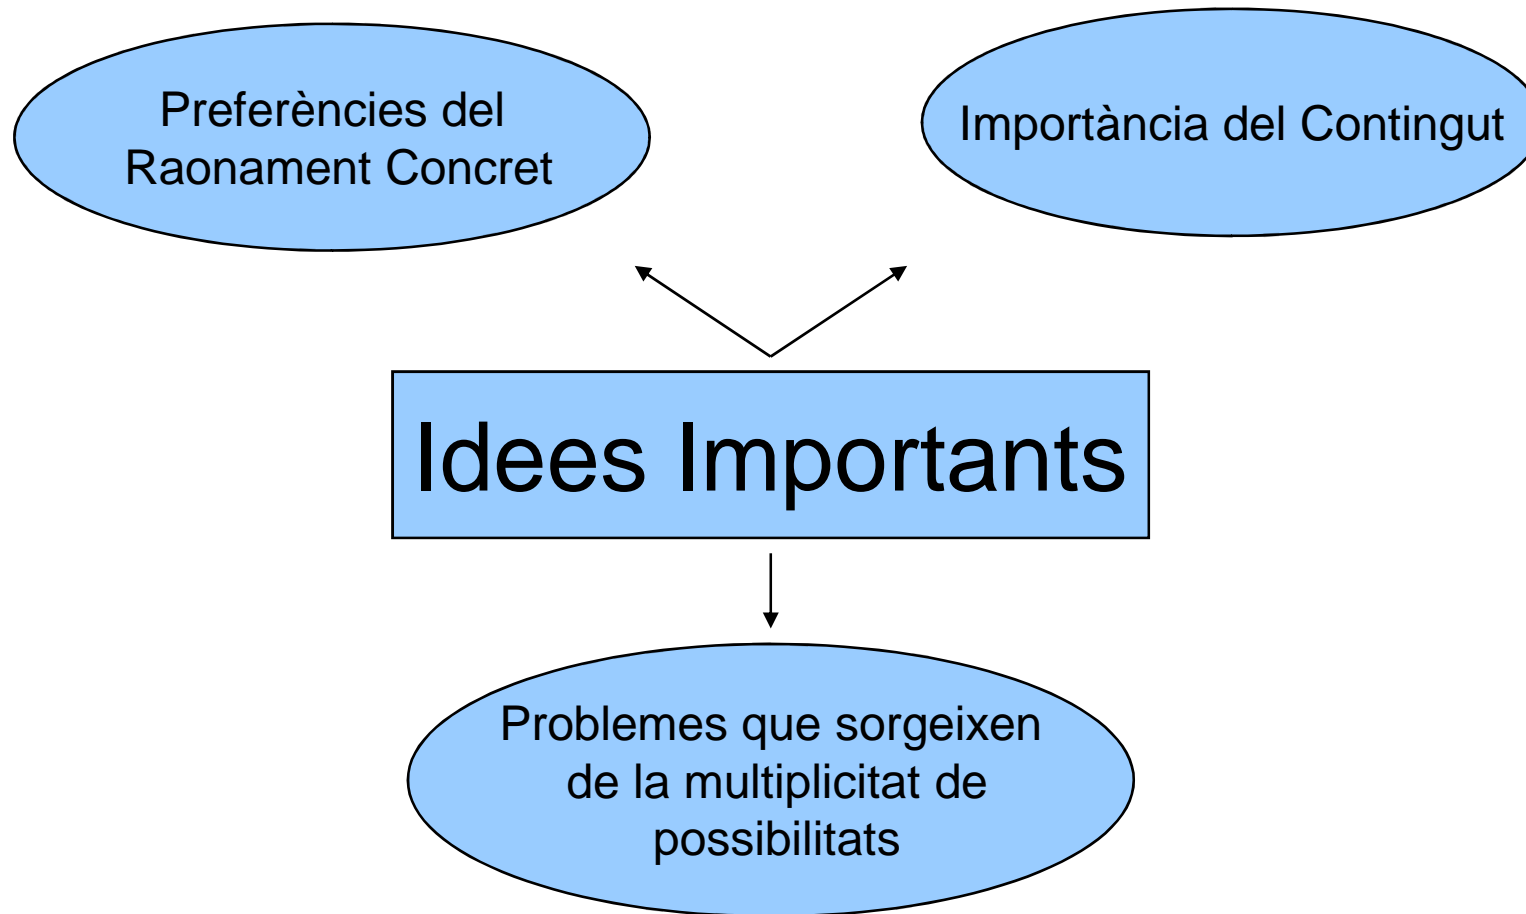 Preferències del
Raonament Concret
Importància del Contingut
Idees Importants
Problemes que sorgeixen
de la multiplicitat de
possibilitats